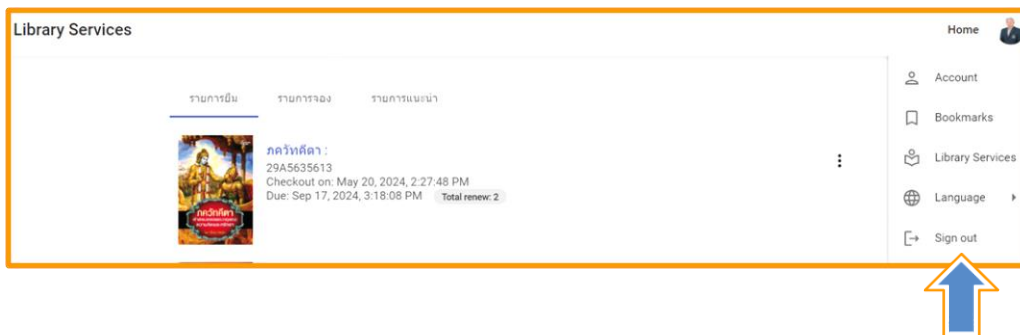 Library Services
Home
Account
Bookmarks
Library Services
Language
Sign out
รายการยืม
รายการจอง
รายการแนะนำ
ภควัทคีตา :
29A5635613
Checkout on: May 20, 2024, 2:27:48 PM
Due: Sep 17, 2024, 3:18:08 PM
Total renew: 2
ภควัทคีตา